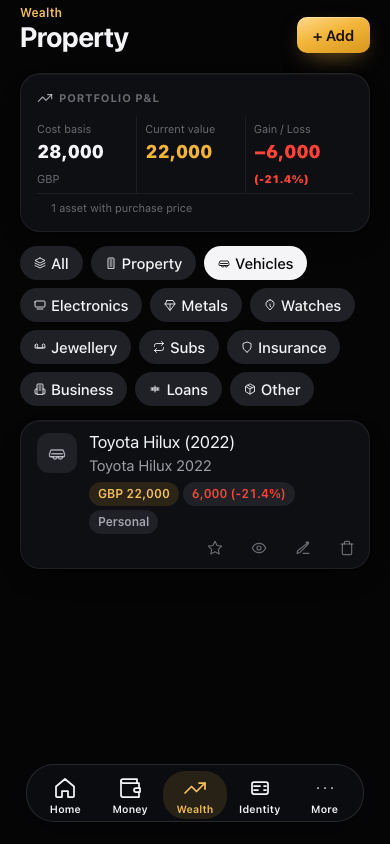 Wealth
Property
+ Add
PORTFOLIO P&L
Cost basis Current value Gain / Loss
28,000 22,000 −6,000
GBP (-21.4%)
1 asset with purchase price
All Property Vehicles
Electronics Metals Watches
Jewellery Subs Insurance
Business Loans Other
Toyota Hilux (2022)
Toyota Hilux 2022
GBP 22,000 6,000 (-21.4%)
Personal
Home Money Wealth Identity More